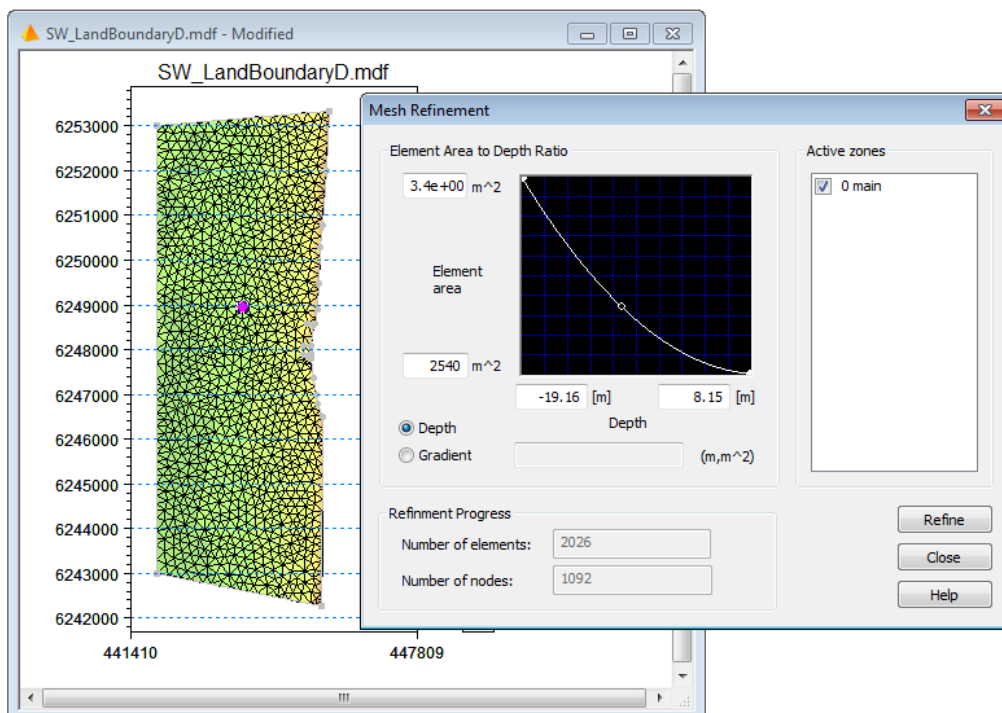 SW_LandBoundaryD.mdf - Modified
SW_LandBoundaryD.mdf
6253000
6252000
6251000
6250000
6249000
6248000
6247000
6246000
6245000
6244000
6243000
6242000
441410 447809
Mesh Refinement
Element Area to Depth Ratio
3.4e+00 m^2
Element
area
2540 m^2
-19.16 [m] 8.15 [m]
Depth
Depth
Gradient (m,m^2)
Active zones
0 main
Refinment Progress
Number of elements: 2026
Number of nodes: 1092
Refine
Close
Help